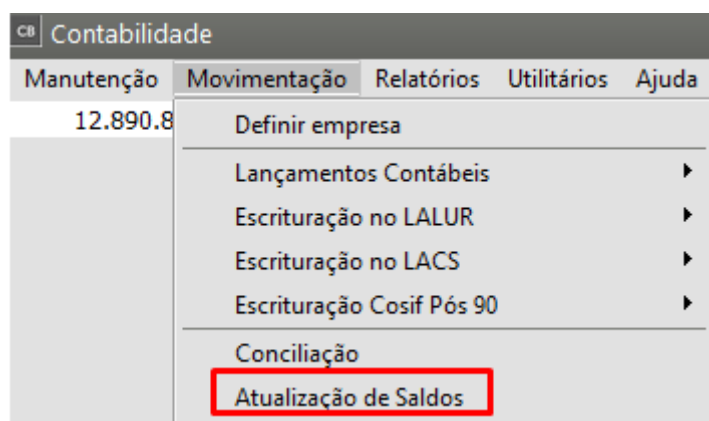 CB Contabilidade
Manutenção Movimentação Relatórios Utilitários Ajuda
12.890.8 Definir empresa
Lançamentos Contábeis
Escrituração no LALUR
Escrituração no LACS
Escrituração Cosif Pós 90
Conciliação
Atualização de Saldos